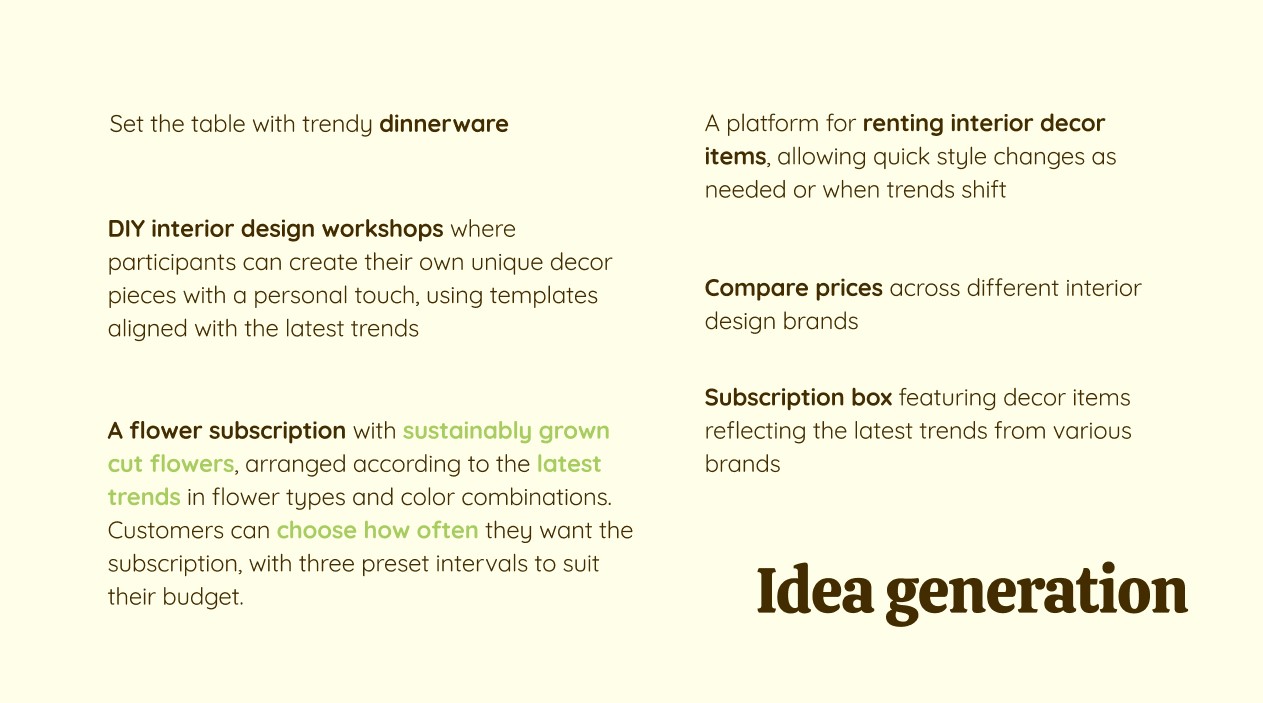 Set the table with trendy dinnerware
DIY interior design workshops where
participants can create their own unique decor
pieces with a personal touch, using templates
aligned with the latest trends
A flower subscription with sustainably grown
cut flowers, arranged according to the latest
trends in flower types and color combinations.
Customers can choose how often they want the
subscription, with three preset intervals to suit
their budget.
A platform for renting interior decor
items, allowing quick style changes as
needed or when trends shift
Compare prices across different interior
design brands
Subscription box featuring decor items
reflecting the latest trends from various
brands
Idea generation